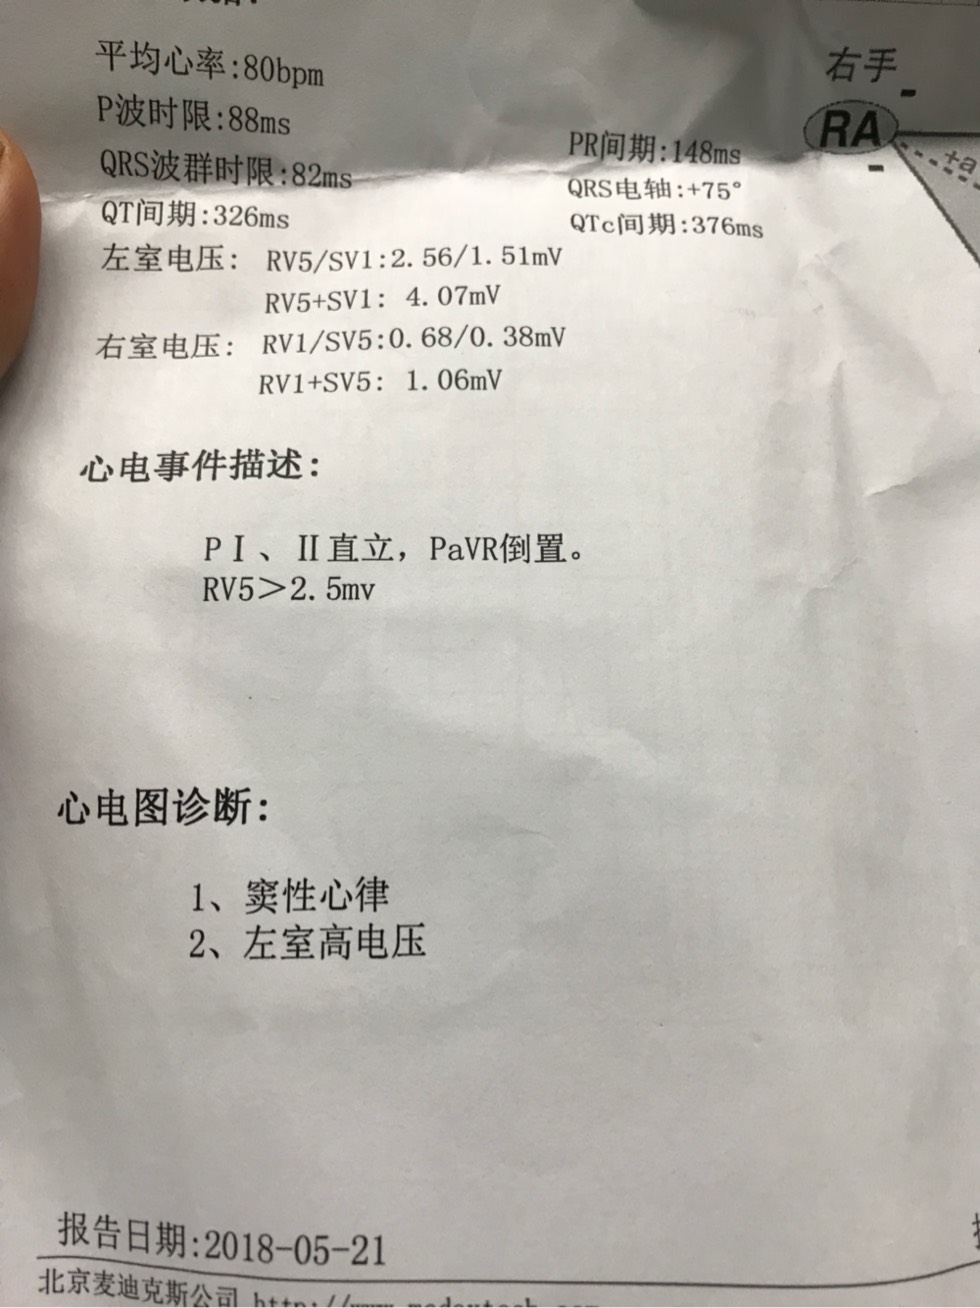 平均心率:80bpm
P波时限:88ms
QRS波群时限:82ms
QT间期:326ms
PR间期:148ms
QRS电轴:+75°
QTc间期:376ms
左室电压: RV5/SV1:2.56/1.51mV
RV5+SV1: 4.07mV
右室电压: RV1/SV5:0.68/0.38mV
RV1+SV5: 1.06mV
右手
-
RA
-
+a
心电事件描述:
PⅠ、Ⅱ直立，PaVR倒置。
RV5＞2.5mv
心电图诊断:
1、窦性心律
2、左室高电压
报告日期:2018-05-21
北京麦迪克斯公司 http://www.